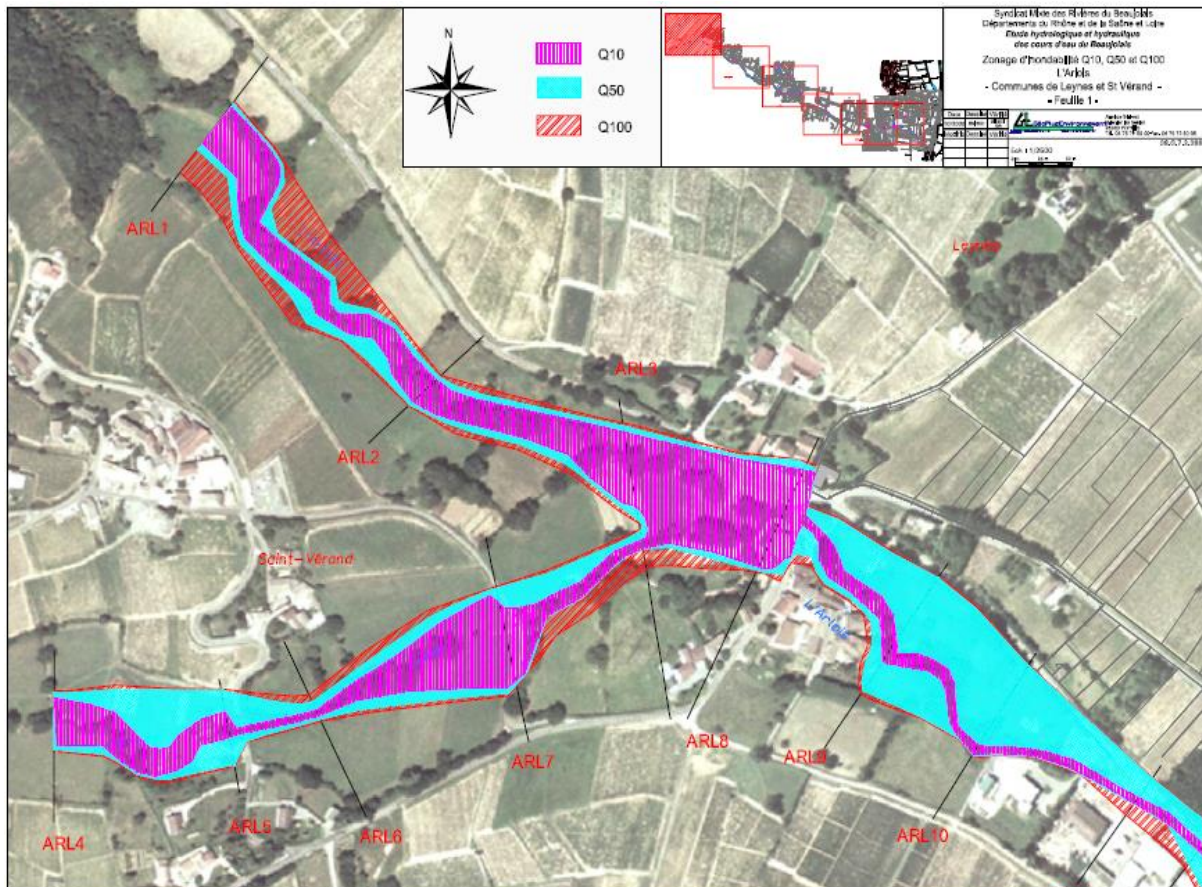 N
Q10
Q50
Q100
Syndicat Mixte des Rivières du Beaujolais
Départements du Rhône et de la Saône et Loire
Etude hydrologique et hydraulique
des cours d'eau du Beaujolais
Zonage d'inondabilité Q10, Q50 et Q100
L'Arlois
- Communes de Leynes et St Vérand -
- Feuille 1 -
ARL1
Leynes
ARL3
ARL2
Saint-Vérand
L'Arlois
ARL8
ARL7
ARL9
ARL4
ARL5
ARL6
ARL10